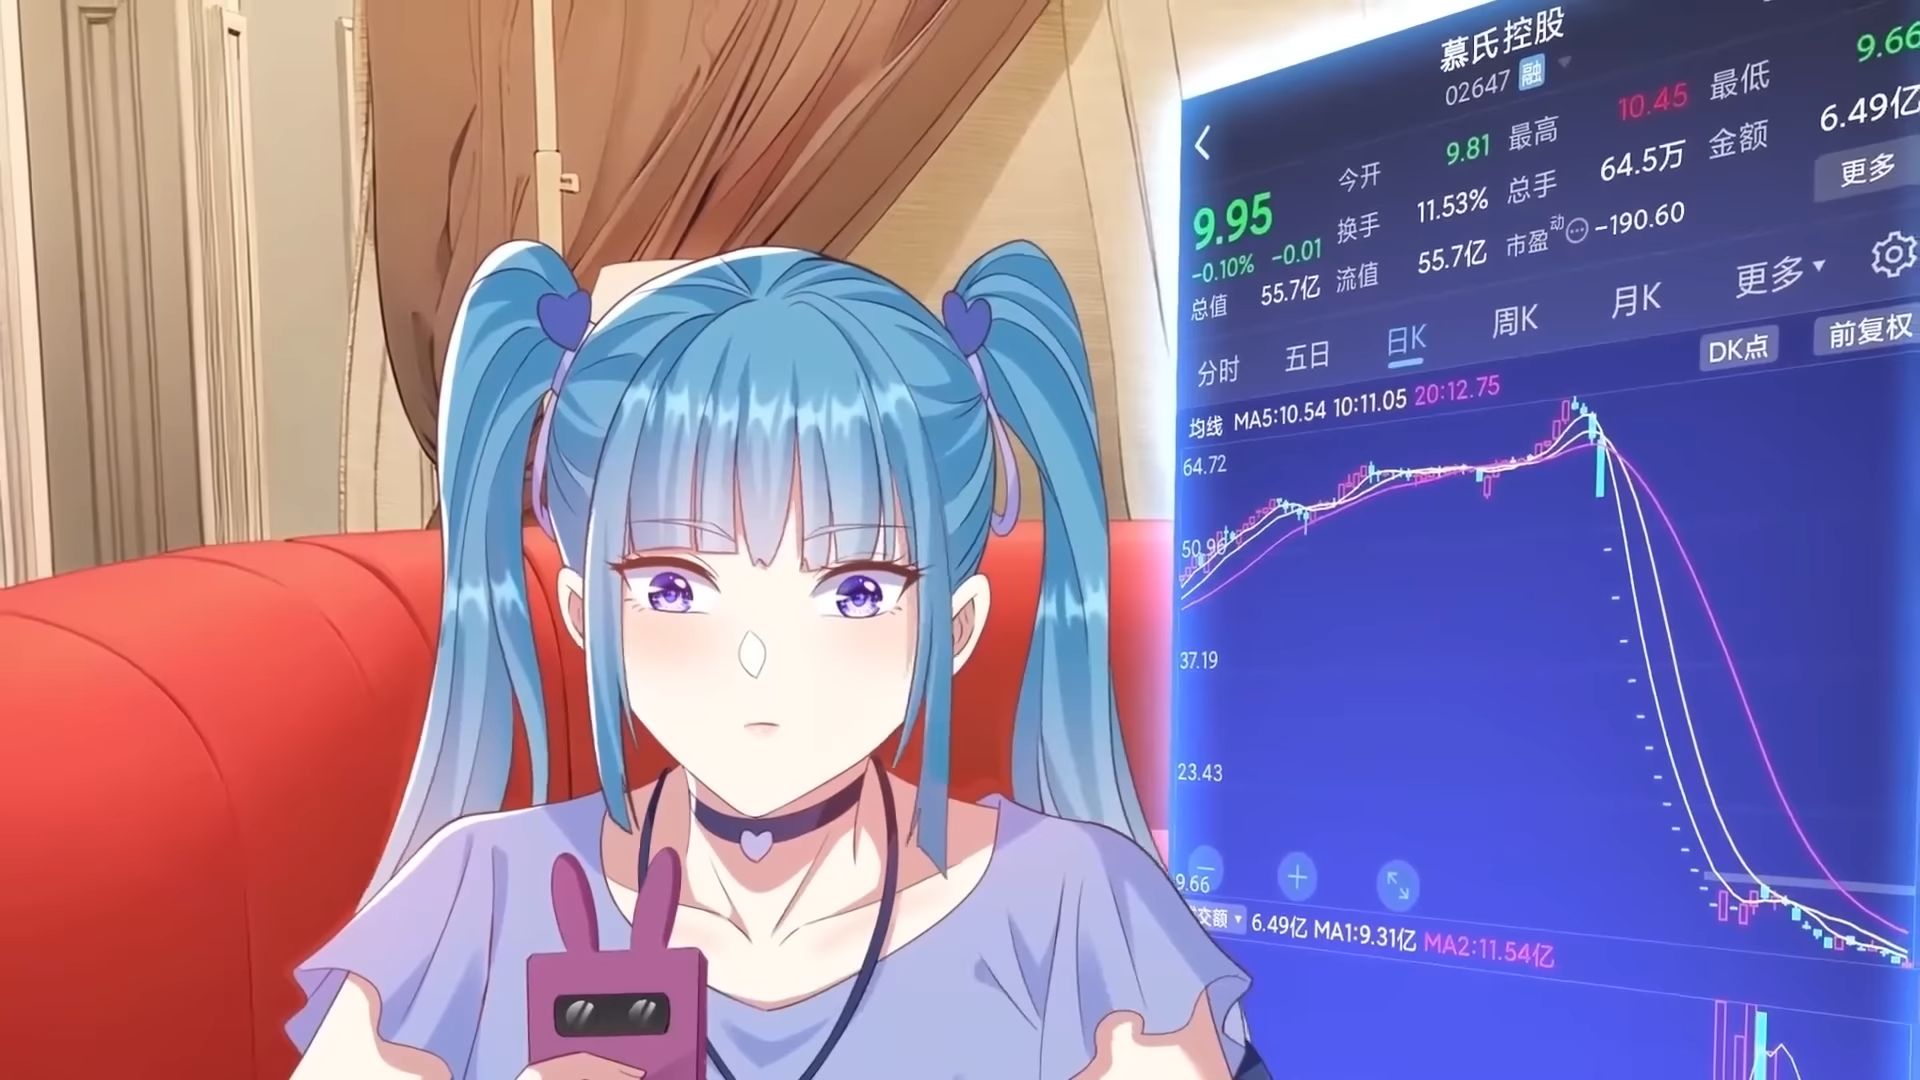 慕氏控股
02647 融
9.95
-0.10% -0.01
今开 9.81 最高 10.45 最低 9.66
换手 11.53% 总手 64.5万 金额 6.49亿
总值 55.7亿 流值 55.7亿 市盈动 -190.60
更多
分时 五日 日K 周K 月K 更多
DK点 前复权
均线 MA5:10.54 10:11.05 20:12.75
64.72
50.96
37.19
23.43
9.66
交额 6.49亿 MA1:9.31亿 MA2:11.54亿